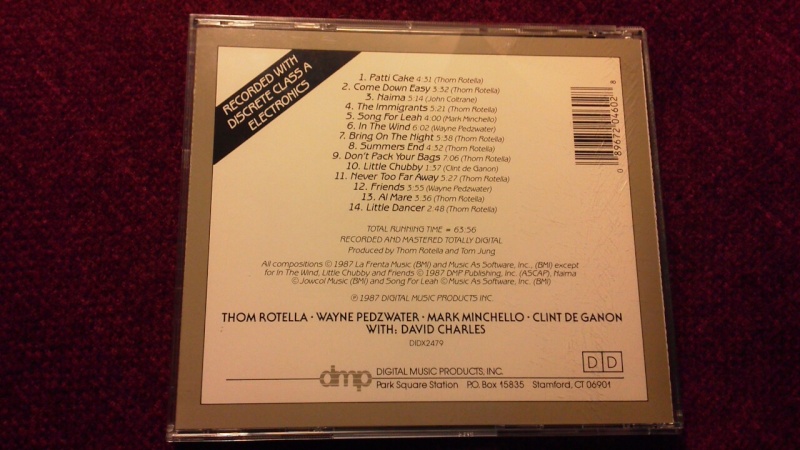 RECORDED WITH
DISCRETE CLASS A
ELECTRONICS
1. Patti Cake 4:31 (Thom Rotella)
2. Come Down Easy 3:32 (Thom Rotella)
3. Naima 5:14 (John Coltrane)
4. The Immigrants 5:21 (Thom Rotella)
5. Song For Leah 4:00 (Mark Minchello)
6. In The Wind 6:02 (Wayne Pedzwater)
7. Bring On The Night 5:38 (Thom Rotella)
8. Summers End 4:32 (Thom Rotella)
9. Don't Pack Your Bags 7:06 (Thom Rotella)
10. Little Chubby 1:37 (Clint de Ganon)
11. Never Too Far Away 5:27 (Thom Rotella)
12. Friends 3:55 (Wayne Pedzwater)
13. Al Mare 3:36 (Thom Rotella)
14. Little Dancer 2:48 (Thom Rotella)
0 89672 04602 8
TOTAL RUNNING TIME = 63:56
RECORDED AND MASTERED TOTALLY DIGITAL
Produced by Thom Rotella and Tom Jung
All compositions © 1987 La Frenta Music (BMI) and Music As Software, Inc., (BMI) except
for In The Wind, Little Chubby and Friends © 1987 DMP Publishing, Inc. (ASCAP), Naima
© Jowcol Music (BMI) and Song For Leah © Music As Software, Inc. (BMI)
℗ 1987 DIGITAL MUSIC PRODUCTS INC.
THOM ROTELLA · WAYNE PEDZWATER · MARK MINCHELLO · CLINT DE GANON
WITH: DAVID CHARLES
DIDX2479
DD
dmp DIGITAL MUSIC PRODUCTS, INC.
Park Square Station P.O. Box 15835 Stamford, CT 06901